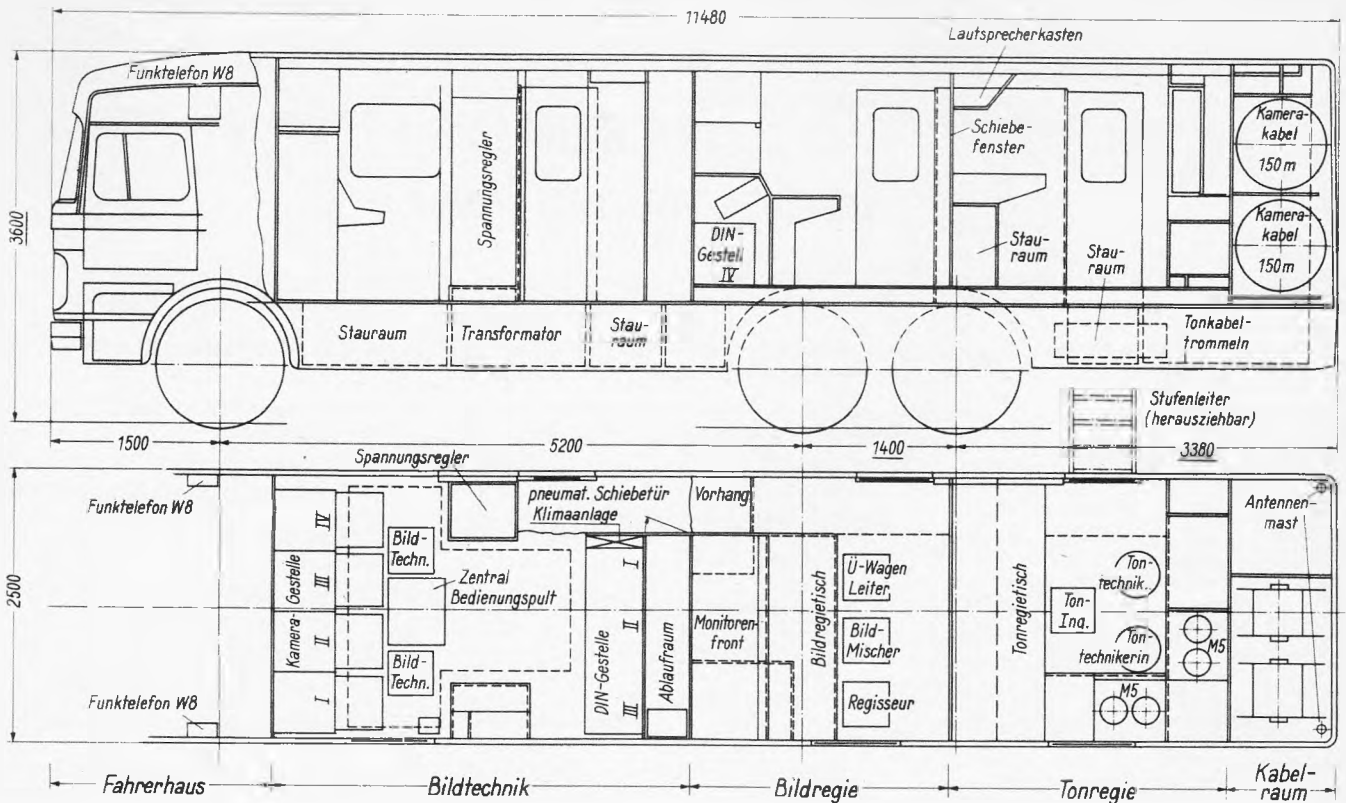 11480
Lautsprecherkasten
Funktelefon W8
Spannungsregler
Schiebe-
fenster
Kamera-
kabel
150 m
Kamera-
kabel
150 m
3600
DIN-
Gestell
IV
Stau-
raum
Stau-
raum
Stauraum
Transformator
Stau-
raum
Tonkabel-
trommeln
Stufenleiter
(herausziehbar)
1500
5200
1400
3380
Spannungsregler
Funktelefon W8
pneumat. Schiebetür
Klimaanlage
Vorhang
Antennen-
mast
2500
Kamera-Gestelle
IV
III
II
I
Bild-
Techn.
Zentral
Bedienungspult
Bild-
Techn.
DIN-Gestelle
I
II
III
Ablaufraum
Monitoren-
front
Bildregietisch
Ü-Wagen
Leiter
Bild-
Mischer
Regisseur
Tonregietisch
Ton-
Ing.
Ton-
technik..
Ton-
technikerin
M5
M5
Funktelefon W8
Fahrerhaus
Bildtechnik
Bildregie
Tonregie
Kabel-
raum